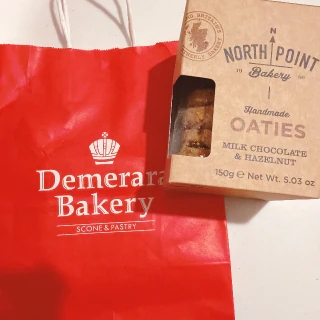 Demerara
Bakery
SCONE & PASTRY
N
NORTH POINT
Bakery
Handmade
OATIES
MILK CHOCOLATE
& HAZELNUT
150g e Net Wt. 5.03 oz